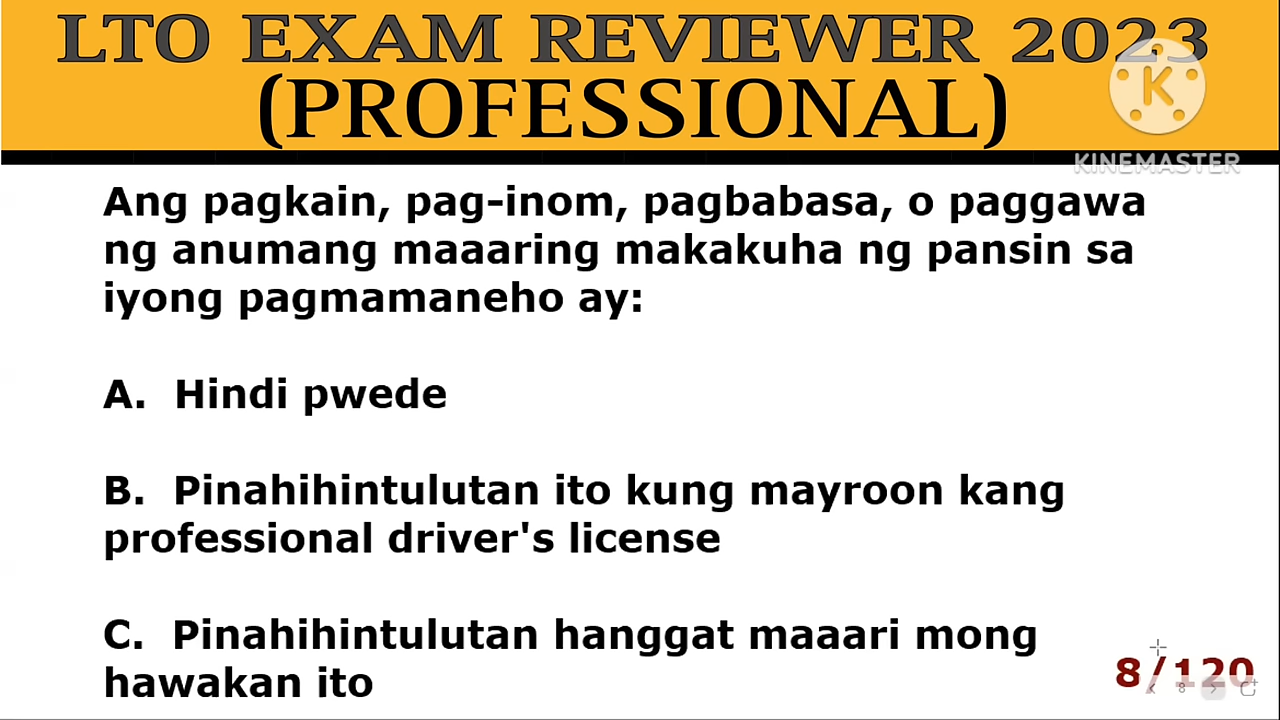 LTO EXAM REVIEWER 2023
(PROFESSIONAL)
K
KINEMASTER
Ang pagkain, pag-inom, pagbabasa, o paggawa
ng anumang maaaring makakuha ng pansin sa
iyong pagmamaneho ay:
A. Hindi pwede
B. Pinahihintulutan ito kung mayroon kang
professional driver's license
C. Pinahihintulutan hanggat maaari mong
hawakan ito
8/120
8